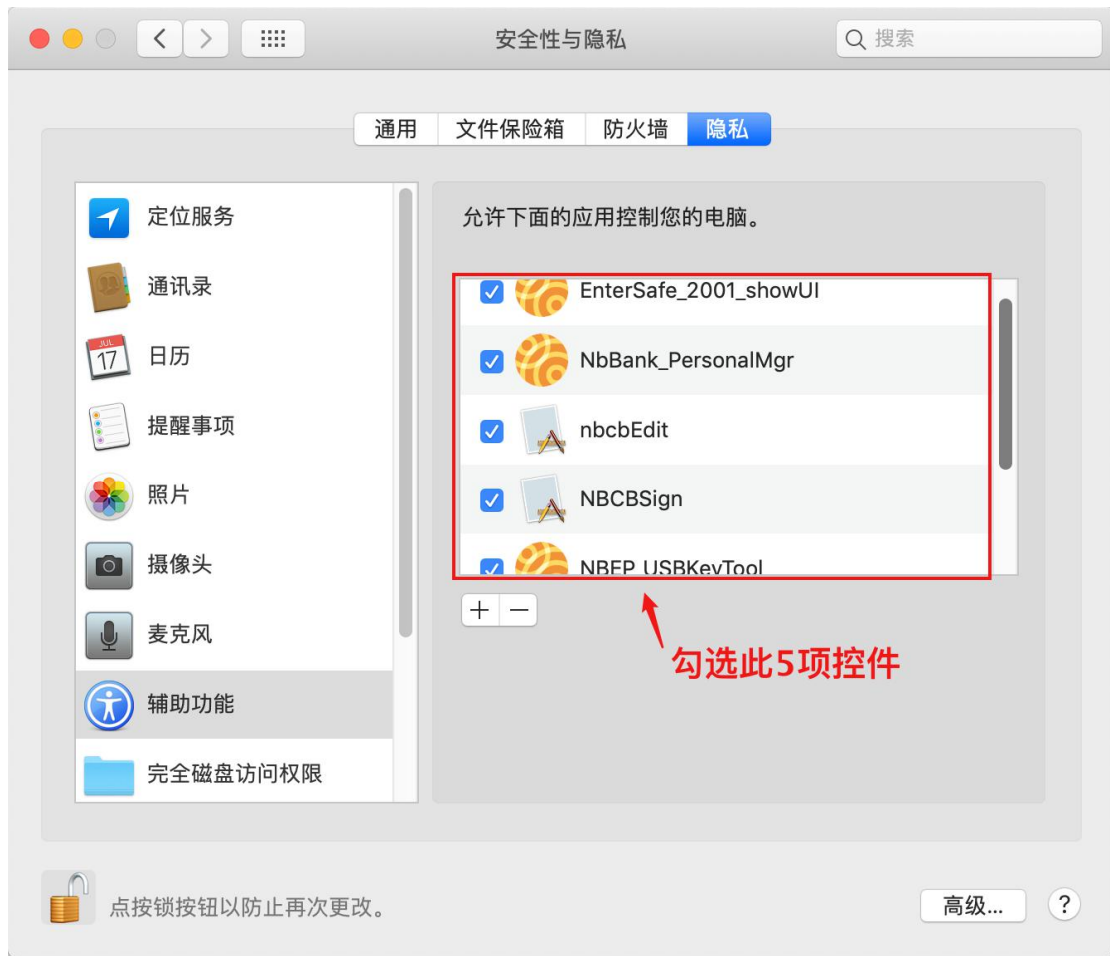 安全性与隐私
搜索
通用 文件保险箱 防火墙 隐私
定位服务
通讯录
JUL
17
日历
提醒事项
照片
摄像头
麦克风
辅助功能
完全磁盘访问权限
允许下面的应用控制您的电脑。
EnterSafe_2001_showUI
NbBank_PersonalMgr
nbcbEdit
NBCBSign
NBEP_USBKeyTool
+ −
勾选此5项控件
点按锁按钮以防止再次更改。
高级... ?